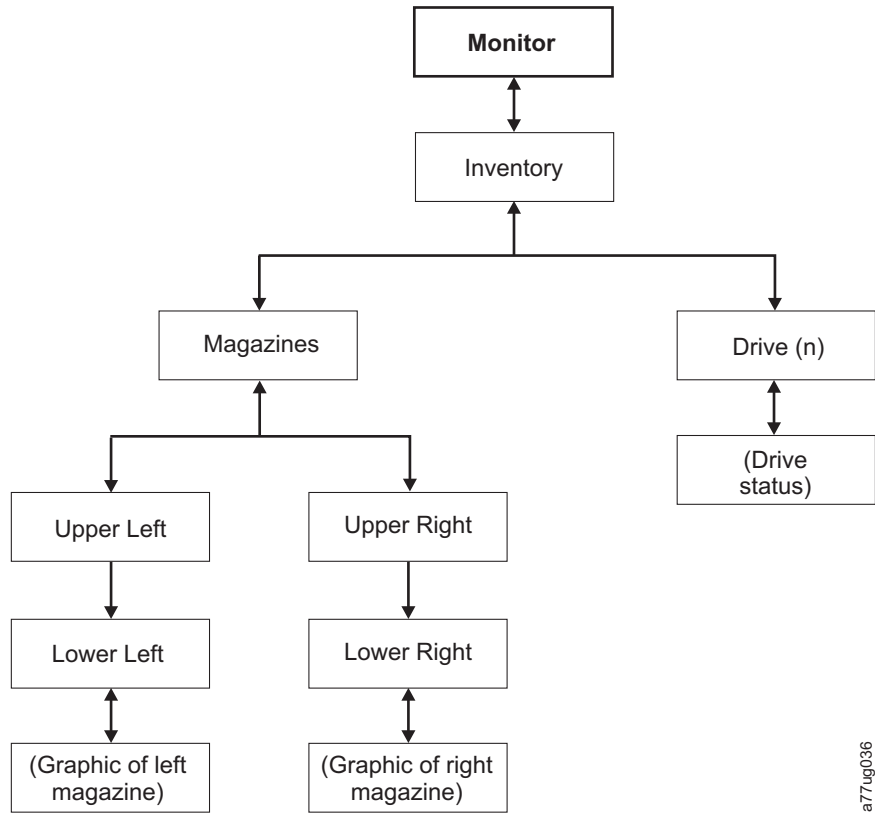 Monitor
Inventory
Magazines
Drive (n)
(Drive
status)
Upper Left
Upper Right
Lower Left
Lower Right
(Graphic of left
magazine)
(Graphic of right
magazine)
a77ug036